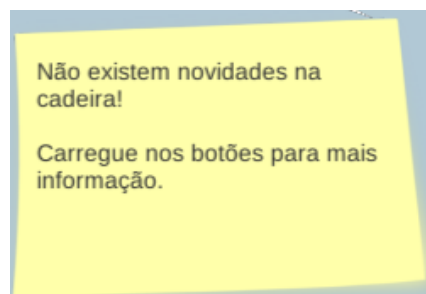 Não existem novidades na
cadeira!
Carregue nos botões para mais
informação.